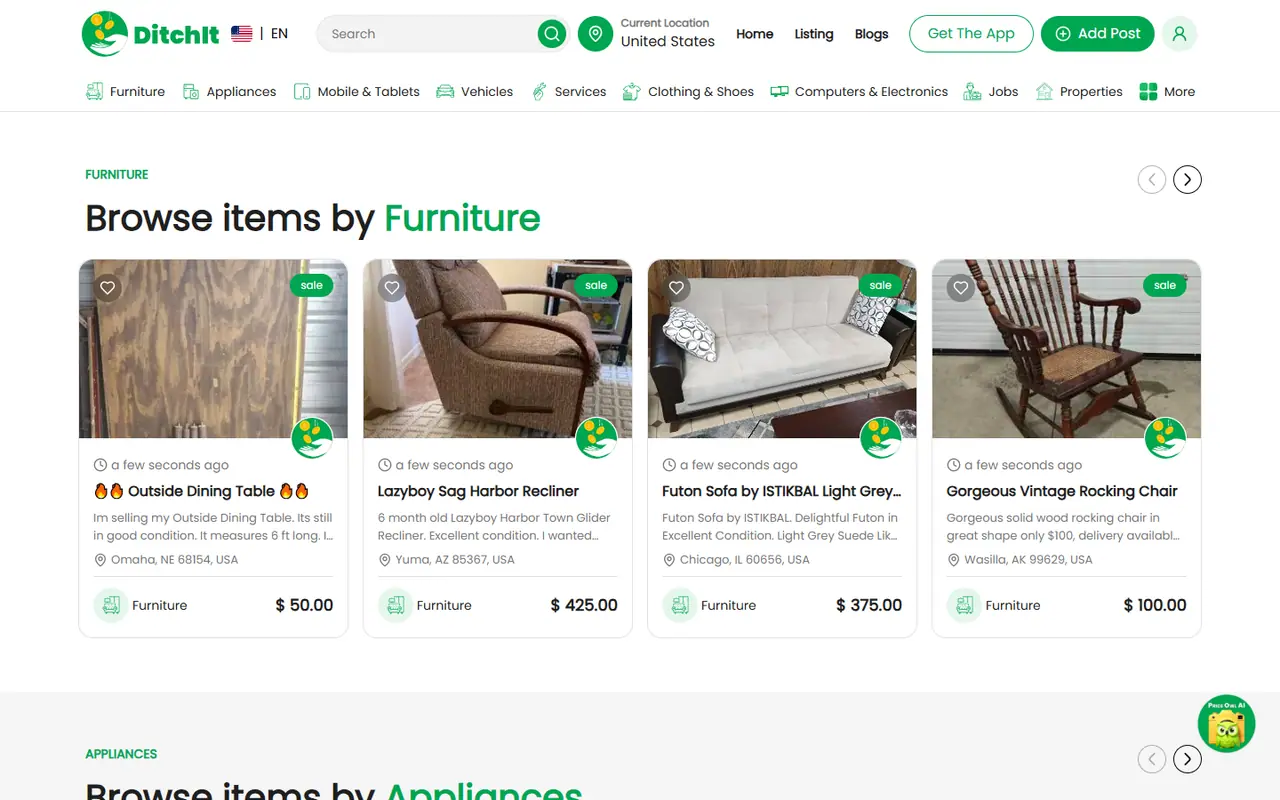 DitchIt | EN Search Current Location Home Listing Blogs Get The App Add Post
United States
Furniture Appliances Mobile & Tablets Vehicles Services Clothing & Shoes Computers & Electronics Jobs Properties More
FURNITURE
Browse items by Furniture
sale sale sale sale
a few seconds ago a few seconds ago a few seconds ago a few seconds ago
🔥🔥 Outside Dining Table 🔥🔥 Lazyboy Sag Harbor Recliner Futon Sofa by ISTIKBAL Light Grey... Gorgeous Vintage Rocking Chair
Im selling my Outside Dining Table. Its still 6 month old Lazyboy Harbor Town Glider Futon Sofa by ISTIKBAL. Delightful Futon in Gorgeous solid wood rocking chair in
in good condition. It measures 6 ft long. I... Recliner. Excellent condition. I wanted... Excellent Condition. Light Grey Suede Lik... great shape only $100, delivery availabl...
Omaha, NE 68154, USA Yuma, AZ 85367, USA Chicago, IL 60656, USA Wasilla, AK 99629, USA
Furniture $ 50.00 Furniture $ 425.00 Furniture $ 375.00 Furniture $ 100.00
Price Owl AI
APPLIANCES
Browse items by Appliances